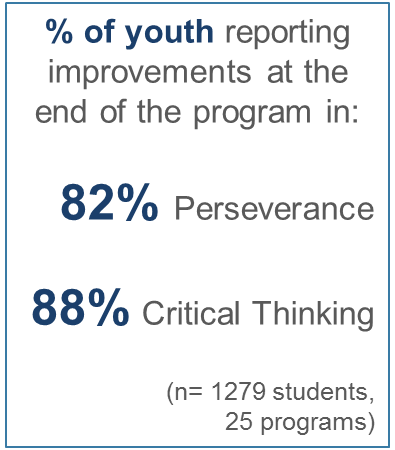 % of youth reporting
improvements at the
end of the program in:
82% Perseverance
88% Critical Thinking
(n= 1279 students,
25 programs)